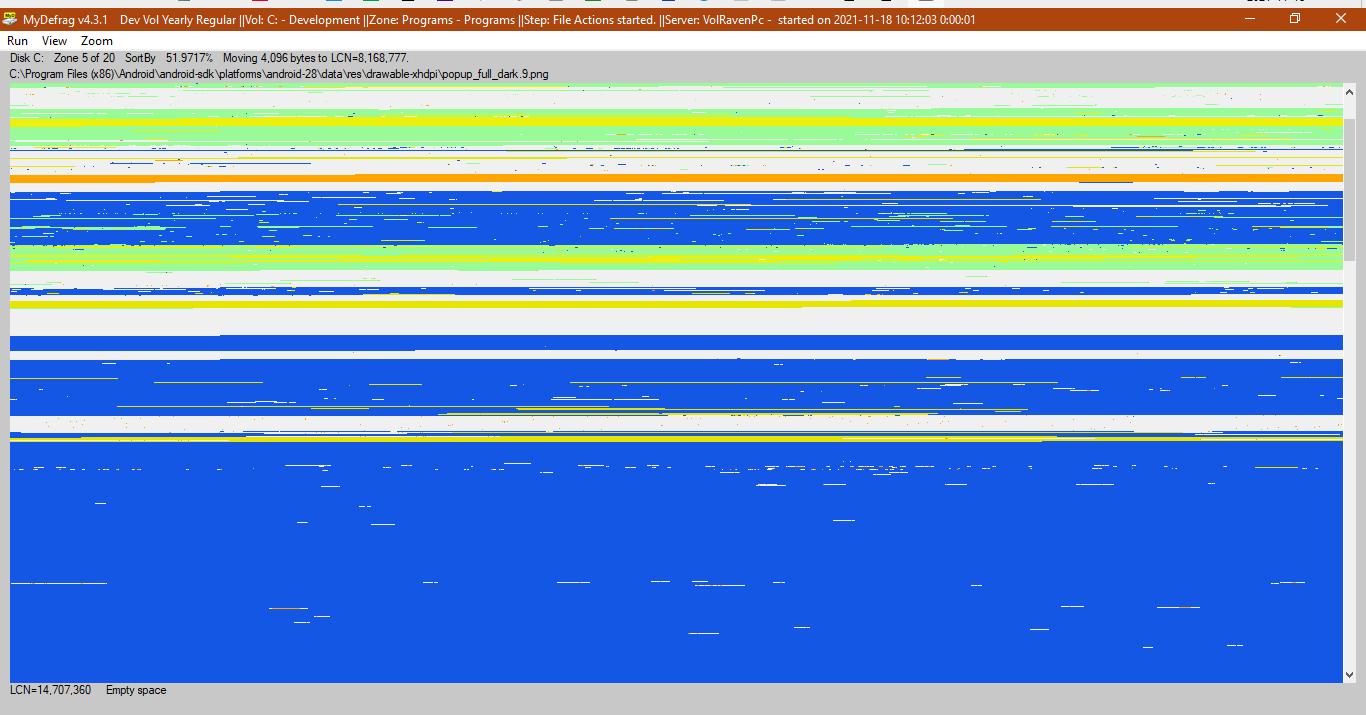 MyDefrag v4.3.1 Dev Vol Yearly Regular ||Vol: C: - Development ||Zone: Programs - Programs ||Step: File Actions started. ||Server: VolRavenPc - started on 2021-11-18 10:12:03 0:00:01
Run View Zoom
Disk C: Zone 5 of 20 SortBy 51.9717% Moving 4,096 bytes to LCN=8,168,777.
C:\Program Files (x86)\Android\android-sdk\platforms\android-28\data\res\drawable-xhdpi\popup_full_dark.9.png
LCN=14,707,360 Empty space